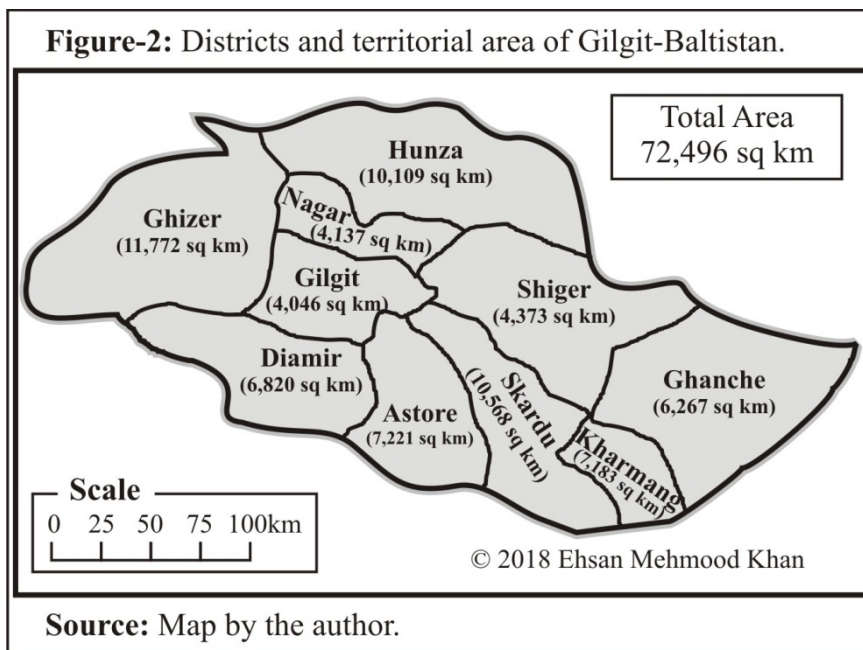 Figure-2: Districts and territorial area of Gilgit-Baltistan.
Total Area
72,496 sq km
Hunza
(10,109 sq km)
Nagar
(4,137 sq km)
Ghizer
(11,772 sq km)
Gilgit
(4,046 sq km)
Shiger
(4,373 sq km)
Diamir
(6,820 sq km)
Astore
(7,221 sq km)
Skardu
(10,568 sq km)
Ghanche
(6,267 sq km)
Kharmang
(7,183 sq km)
Scale
0 25 50 75 100km
© 2018 Ehsan Mehmood Khan
Source: Map by the author.